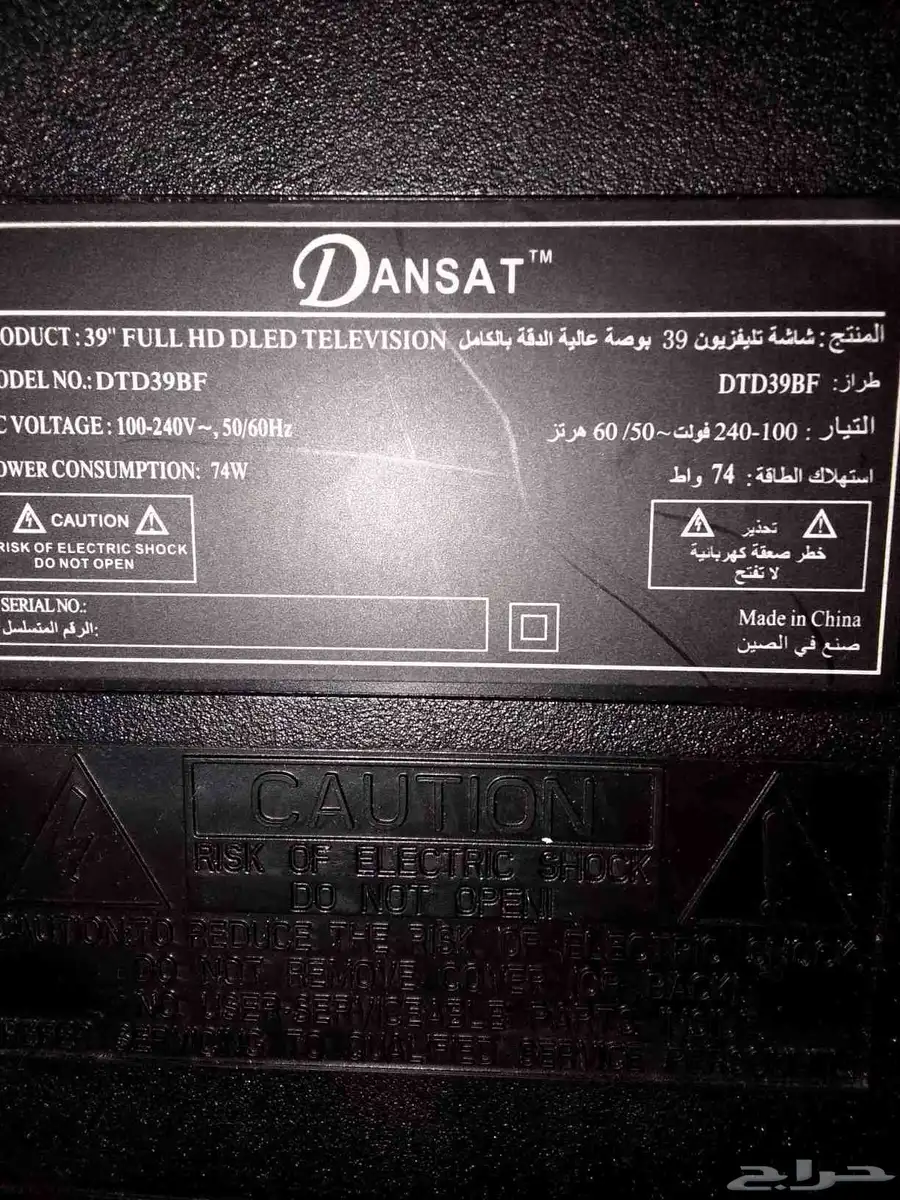 DANSAT™
ODUCT : 39" FULL HD DLED TELEVISION المنتج : شاشة تليفزيون 39 بوصة عالية الدقة بالكامل
ODEL NO.: DTD39BF طراز: DTD39BF
C VOLTAGE : 100-240V~, 50/60Hz التيار : 100-240 فولت~50/ 60 هرتز
OWER CONSUMPTION: 74W استهلاك الطاقة: 74 واط
CAUTION
RISK OF ELECTRIC SHOCK
DO NOT OPEN
تحذير
خطر صعقة كهربائية
لا تفتح
SERIAL NO.:
الرقم المتسلسل:
Made in China
صنع في الصين
CAUTION
RISK OF ELECTRIC SHOCK
DO NOT OPEN!
CAUTION:TO REDUCE THE RISK OF ELECTRIC SHOCK,
DO NOT REMOVE COVER (OR BACK).
NO USER-SERVICEABLE PARTS
SERVICING TO QUALIFIED SERVICE PERSONNEL.
حراج